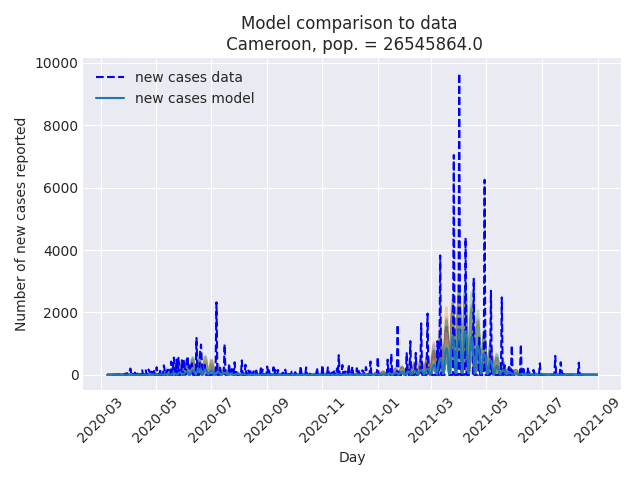 Model comparison to data
Cameroon, pop. = 26545864.0
new cases data
new cases model
Number of new cases reported
10000
8000
6000
4000
2000
0
2020-03
2020-05
2020-07
2020-09
2020-11
2021-01
2021-03
2021-05
2021-07
2021-09
Day